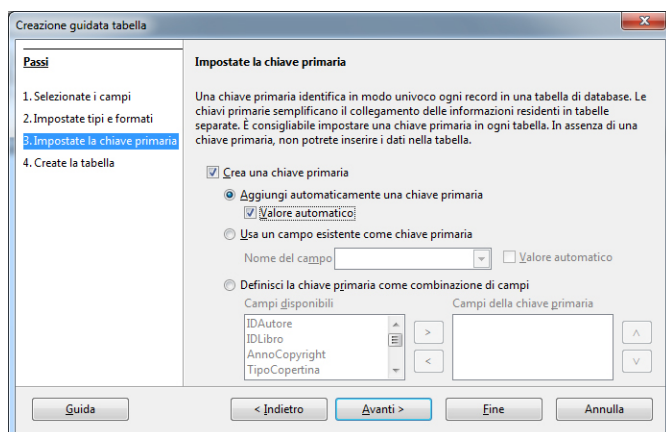 Creazione guidata tabella
Passi
1. Selezionate i campi
2. Impostate tipi e formati
3. Impostate la chiave primaria
4. Create la tabella
Impostate la chiave primaria
Una chiave primaria identifica in modo univoco ogni record in una tabella di database. Le
chiavi primarie semplificano il collegamento delle informazioni residenti in tabelle
separate. È consigliabile impostare una chiave primaria in ogni tabella. In assenza di una
chiave primaria, non potrete inserire i dati nella tabella.
Crea una chiave primaria
Aggiungi automaticamente una chiave primaria
Valore automatico
Usa un campo esistente come chiave primaria
Nome del campo
Valore automatico
Definisci la chiave primaria come combinazione di campi
Campi disponibili
Campi della chiave primaria
IDAutore
IDLibro
AnnoCopyright
TipoCopertina
>
<
Guida
< Indietro
Avanti >
Fine
Annulla